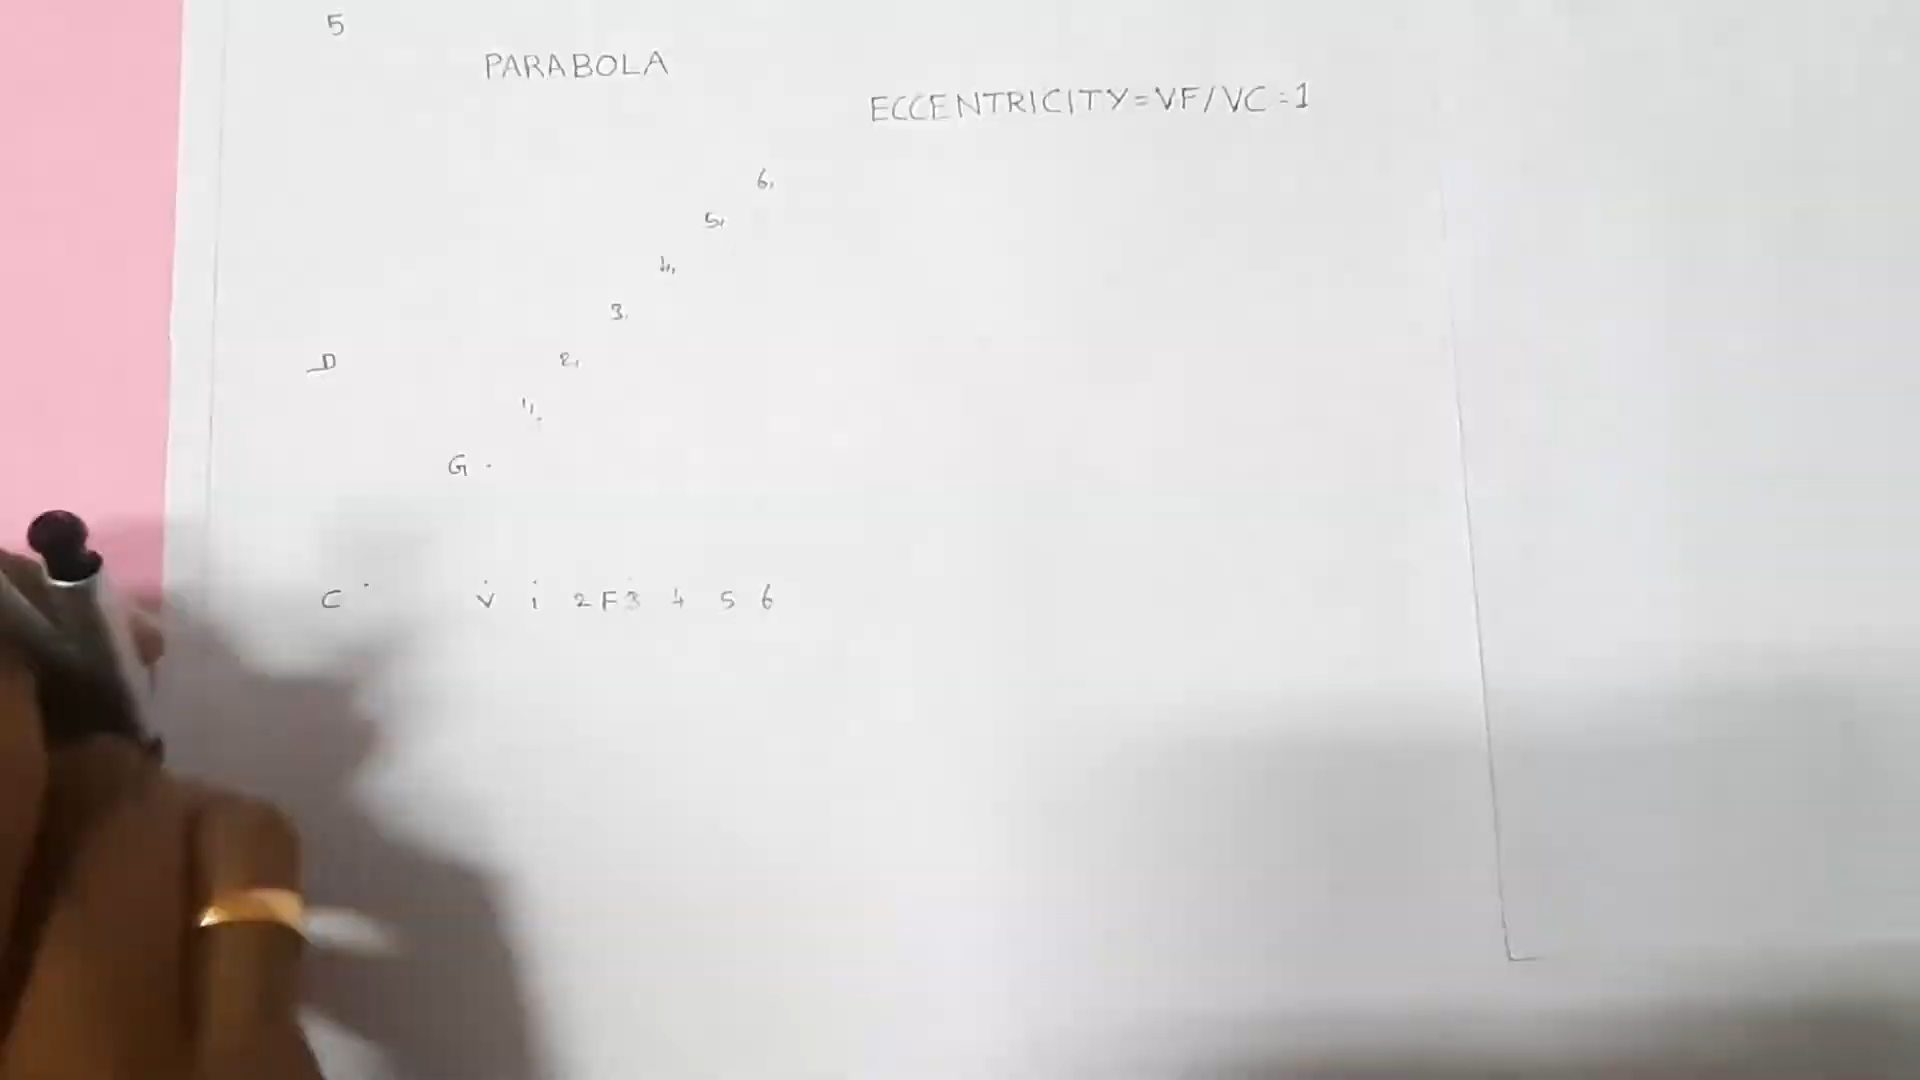 5
PARABOLA
ECCENTRICITY=VF/VC=1
6,
5,
4,
3,
D
2,
1,
G
C V 1 2 F 3 4 5 6